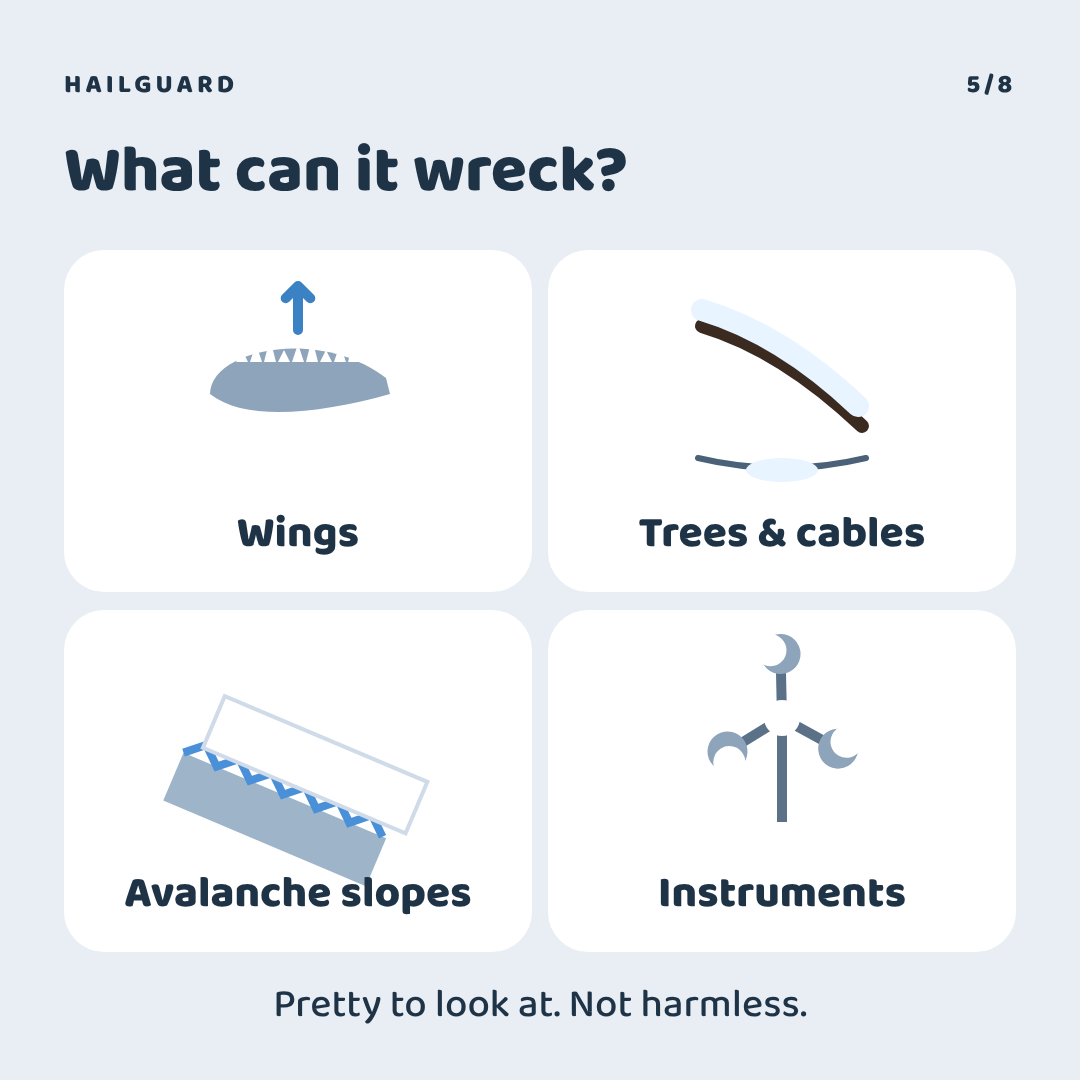 HAILGUARD
5/8
What can it wreck?
Wings
Trees & cables
Avalanche slopes
Instruments
Pretty to look at. Not harmless.